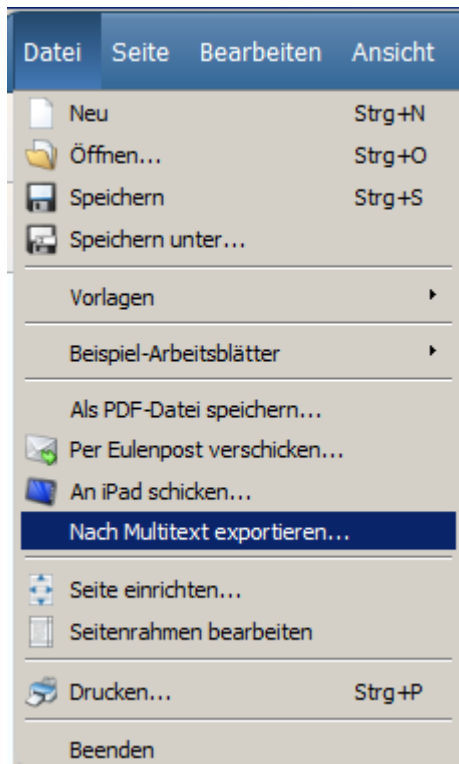 Datei Seite Bearbeiten Ansicht
Neu Strg+N
Öffnen... Strg+O
Speichern Strg+S
Speichern unter...
Vorlagen
Beispiel-Arbeitsblätter
Als PDF-Datei speichern...
Per Eulenpost verschicken...
An iPad schicken...
Nach Multitext exportieren...
Seite einrichten...
Seitenrahmen bearbeiten
Drucken... Strg+P
Beenden